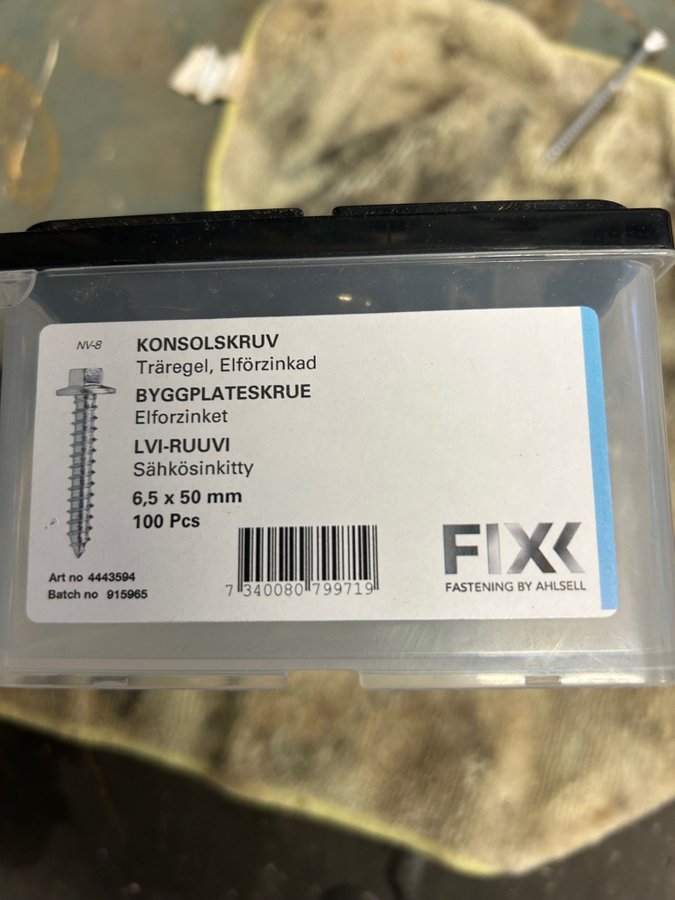 NV-8
KONSOLSKRUV
Träregel, Elförzinkad
BYGGPLATESKRUE
Elforzinket
LVI-RUUVI
Sähkösinkitty
6,5 x 50 mm
100 Pcs
Art no 4443594
Batch no 915965
7 340080 799719
FIXX
FASTENING BY AHLSELL